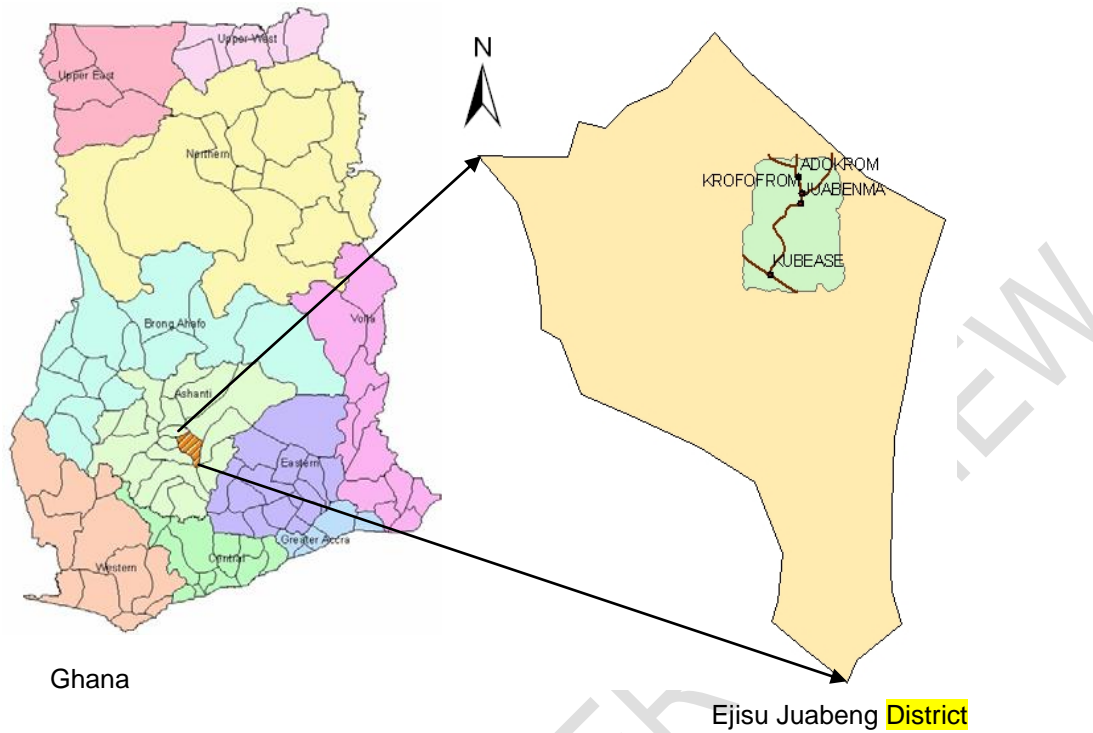 Upper West
Upper East
Northern
Brong Ahafo
Volta
Ashanti
Eastern
Greater Accra
Central
Western
Ghana
N
ADOKROM
KROFOFROM
JUABENMA
KUBEASE
Ejisu Juabeng District
EW